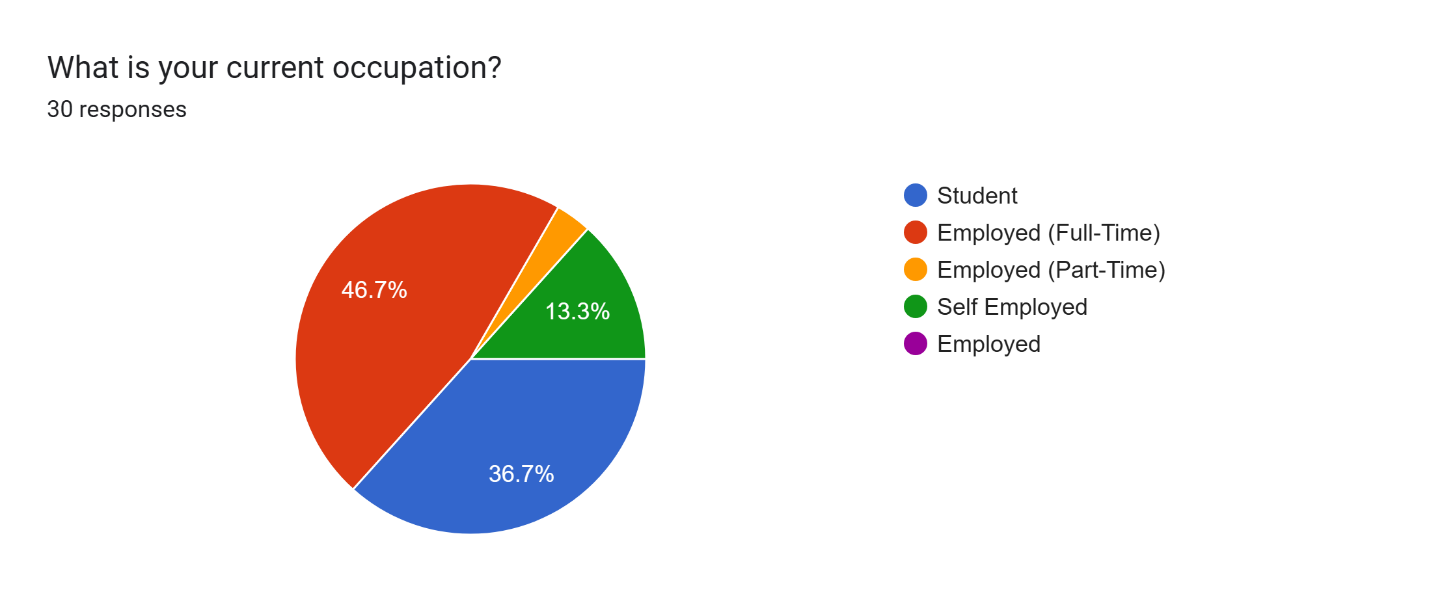 What is your current occupation?
30 responses
46.7%
13.3%
36.7%
Student
Employed (Full-Time)
Employed (Part-Time)
Self Employed
Employed